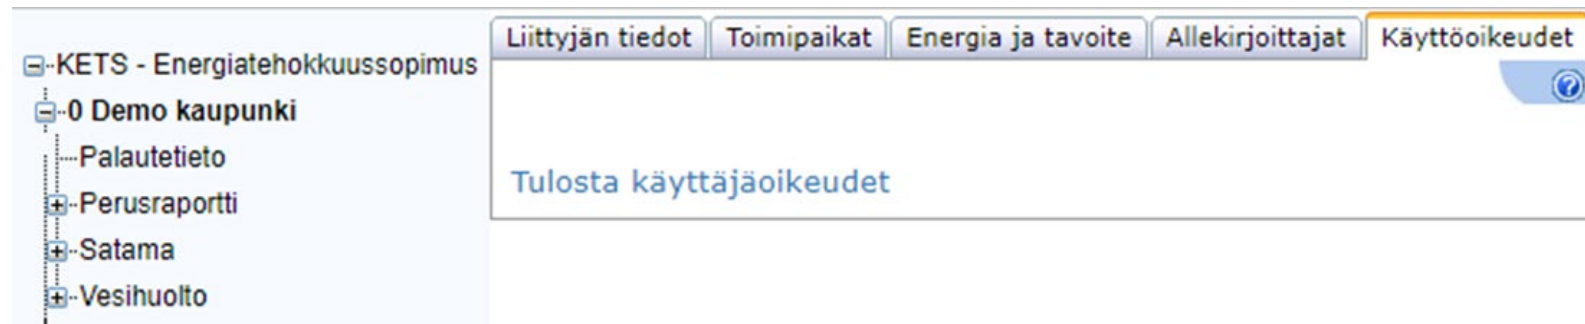 KETS - Energiatehokkuussopimus
0 Demo kaupunki
Palautetieto
Perusraportti
Satama
Vesihuolto
Liittyjän tiedot Toimipaikat Energia ja tavoite Allekirjoittajat Käyttöoikeudet
?
Tulosta käyttäjäoikeudet